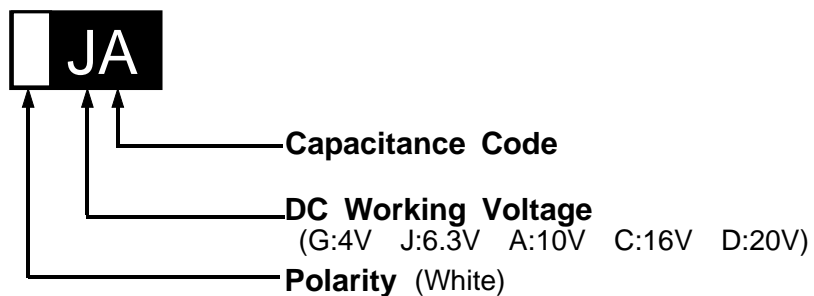 JA
Capacitance Code
DC Working Voltage
(G:4V J:6.3V A:10V C:16V D:20V)
Polarity (White)